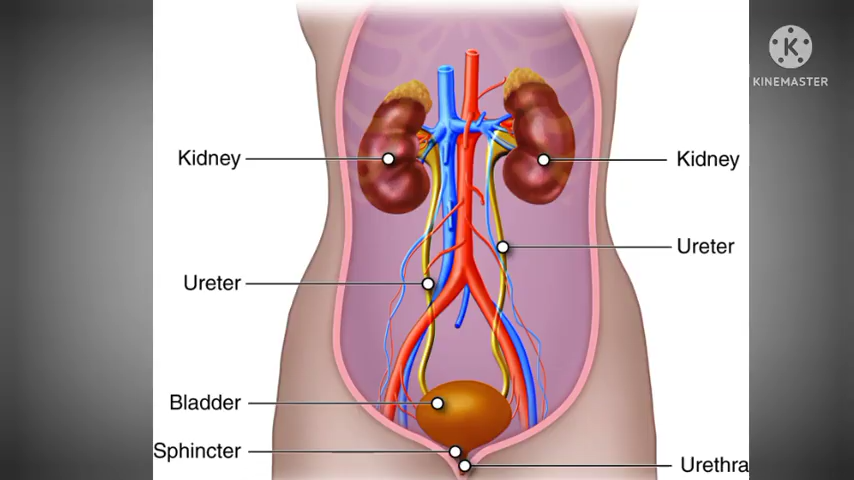 K
KINEMASTER
Kidney
Kidney
Ureter
Ureter
Bladder
Sphincter
Urethra